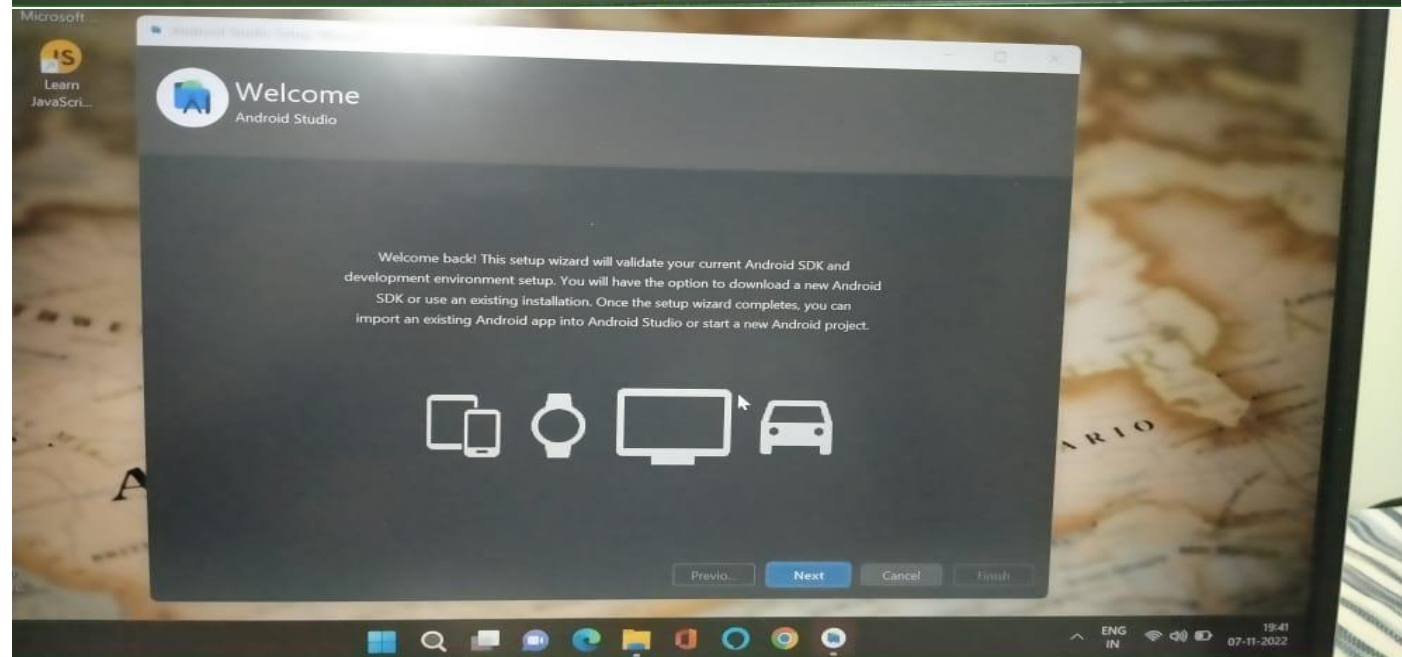 Microsoft...
Learn
JavaScri...
Welcome
Android Studio
Welcome back! This setup wizard will validate your current Android SDK and
development environment setup. You will have the option to download a new Android
SDK or use an existing installation. Once the setup wizard completes, you can
import an existing Android app into Android Studio or start a new Android project.
ARIO
A
Previo...
Next
Cancel
Finish
ENG
IN
19:41
07-11-2022